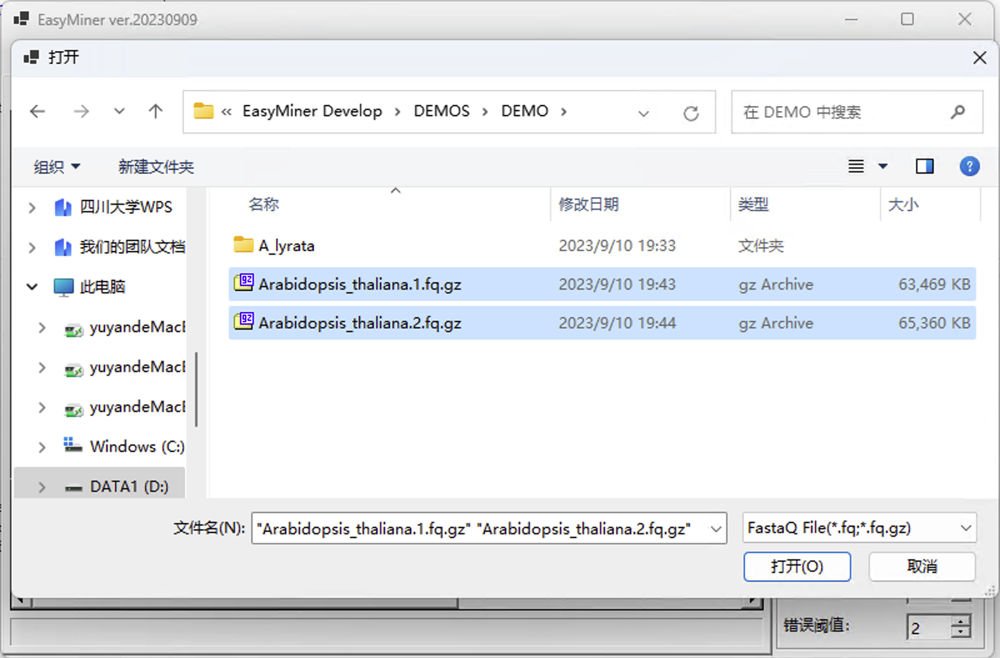 EasyMiner ver.20230909
打开
« EasyMiner Develop › DEMOS › DEMO ›
在 DEMO 中搜索
组织
新建文件夹
四川大学WPS
我们的团队文档
此电脑
yuyandeMacB
yuyandeMacB
yuyandeMacB
Windows (C:)
DATA1 (D:)
名称 修改日期 类型 大小
A_lyrata 2023/9/10 19:33 文件夹
Arabidopsis_thaliana.1.fq.gz 2023/9/10 19:43 gz Archive 63,469 KB
Arabidopsis_thaliana.2.fq.gz 2023/9/10 19:44 gz Archive 65,360 KB
文件名(N): "Arabidopsis_thaliana.1.fq.gz" "Arabidopsis_thaliana.2.fq.gz"
FastaQ File(*.fq;*.fq.gz)
打开(O)
取消
错误阈值: 2